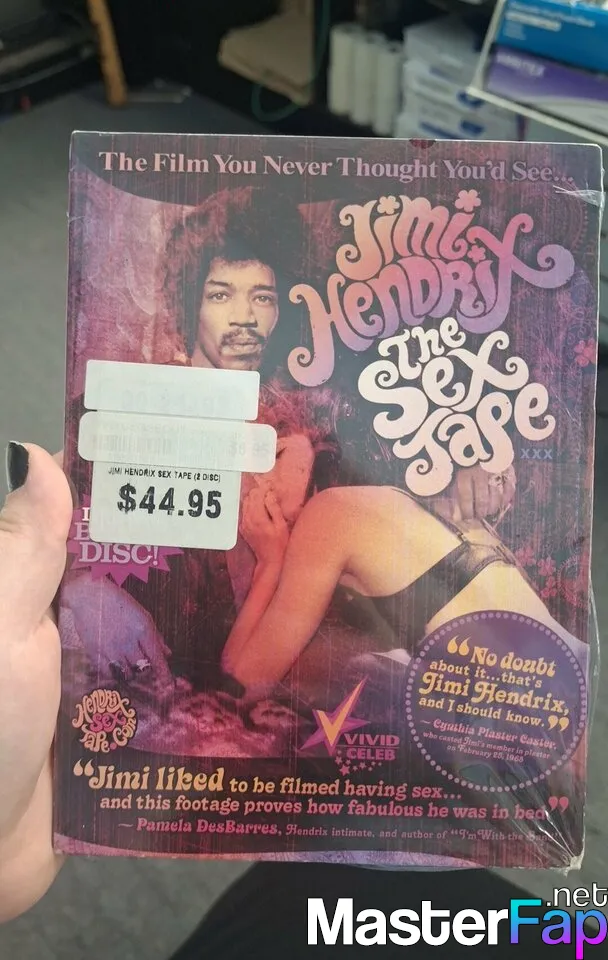 The Film You Never Thought You'd See...
Jimi
Hendrix
The
Sex
Tape
XXX
JIMI HENDRIX SEX TAPE (2 DISC)
$44.95
DISC!
“No doubt
about it...that's
Jimi Hendrix,
and I should know.”
— Cynthia Plaster Caster,
who casted Jimi's member in plaster
on February 25, 1968
Hendrix
Sex
Tape.com
VIVID
CELEB
“Jimi liked to be filmed having sex...
and this footage proves how fabulous he was in bed”
— Pamela DesBarres, Hendrix intimate, and author of “I'm With the Band”
.net
MasterFap